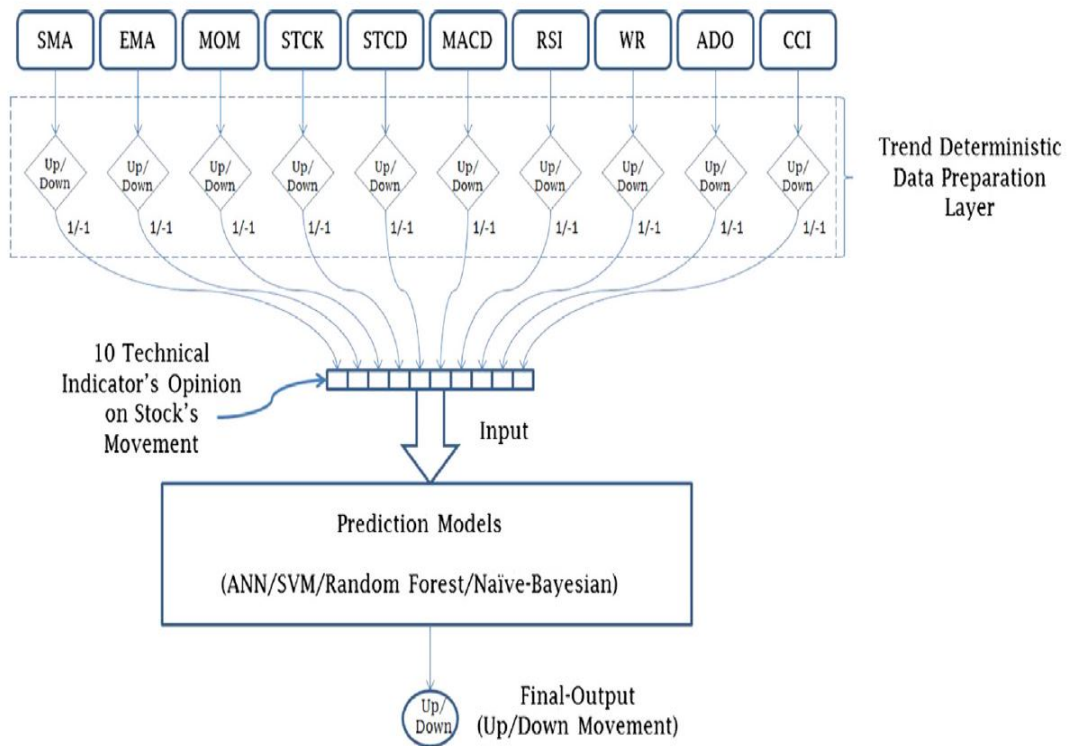 SMA EMA MOM STCK STCD MACD RSI WR ADO CCI
Up/ Up/ Up/ Up/ Up/ Up/ Up/ Up/ Up/ Up/
Down Down Down Down Down Down Down Down Down Down
1/-1 1/-1 1/-1 1/-1 1/-1 1/-1 1/-1 1/-1 1/-1 1/-1
Trend Deterministic
Data Preparation
Layer
10 Technical
Indicator's Opinion
on Stock's
Movement
Input
Prediction Models
(ANN/SVM/Random Forest/Naïve-Bayesian)
Up/
Down
Final-Output
(Up/Down Movement)